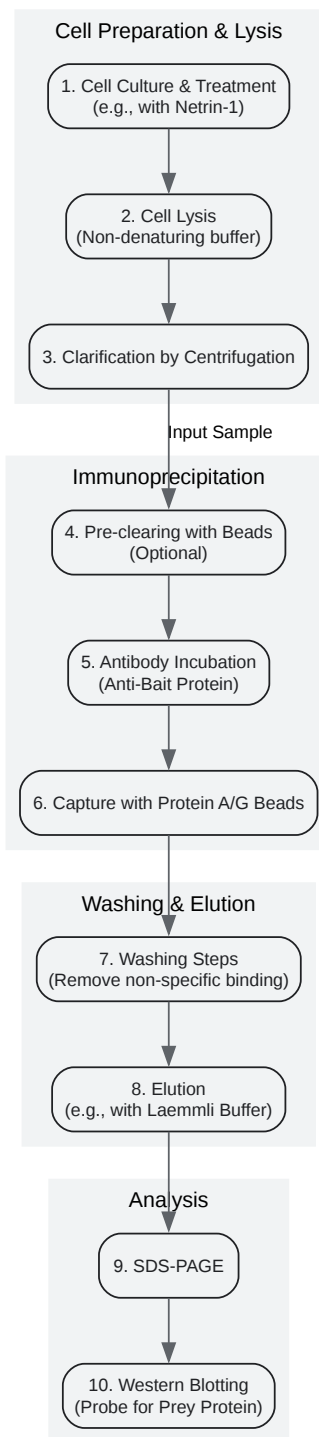 Cell Preparation & Lysis
1. Cell Culture & Treatment
(e.g., with Netrin-1)
2. Cell Lysis
(Non-denaturing buffer)
3. Clarification by Centrifugation
Input Sample
Immunoprecipitation
4. Pre-clearing with Beads
(Optional)
5. Antibody Incubation
(Anti-Bait Protein)
6. Capture with Protein A/G Beads
Washing & Elution
7. Washing Steps
(Remove non-specific binding)
8. Elution
(e.g., with Laemmli Buffer)
Analysis
9. SDS-PAGE
10. Western Blotting
(Probe for Prey Protein)